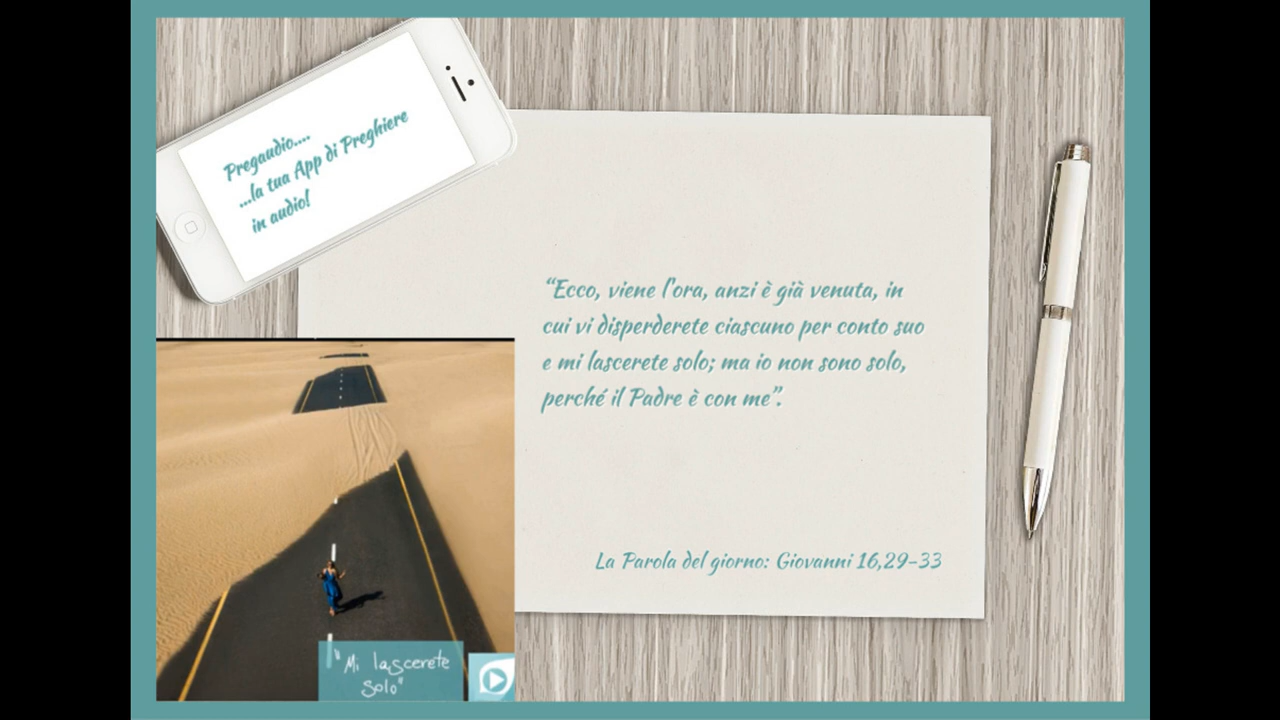 Pregaudio....
...la tua App di Preghiere
in audio!
“Ecco, viene l'ora, anzi è già venuta, in
cui vi disperderete ciascuno per conto suo
e mi lascerete solo; ma io non sono solo,
perché il Padre è con me”.
La Parola del giorno: Giovanni 16,29-33
"Mi lascerete
solo"